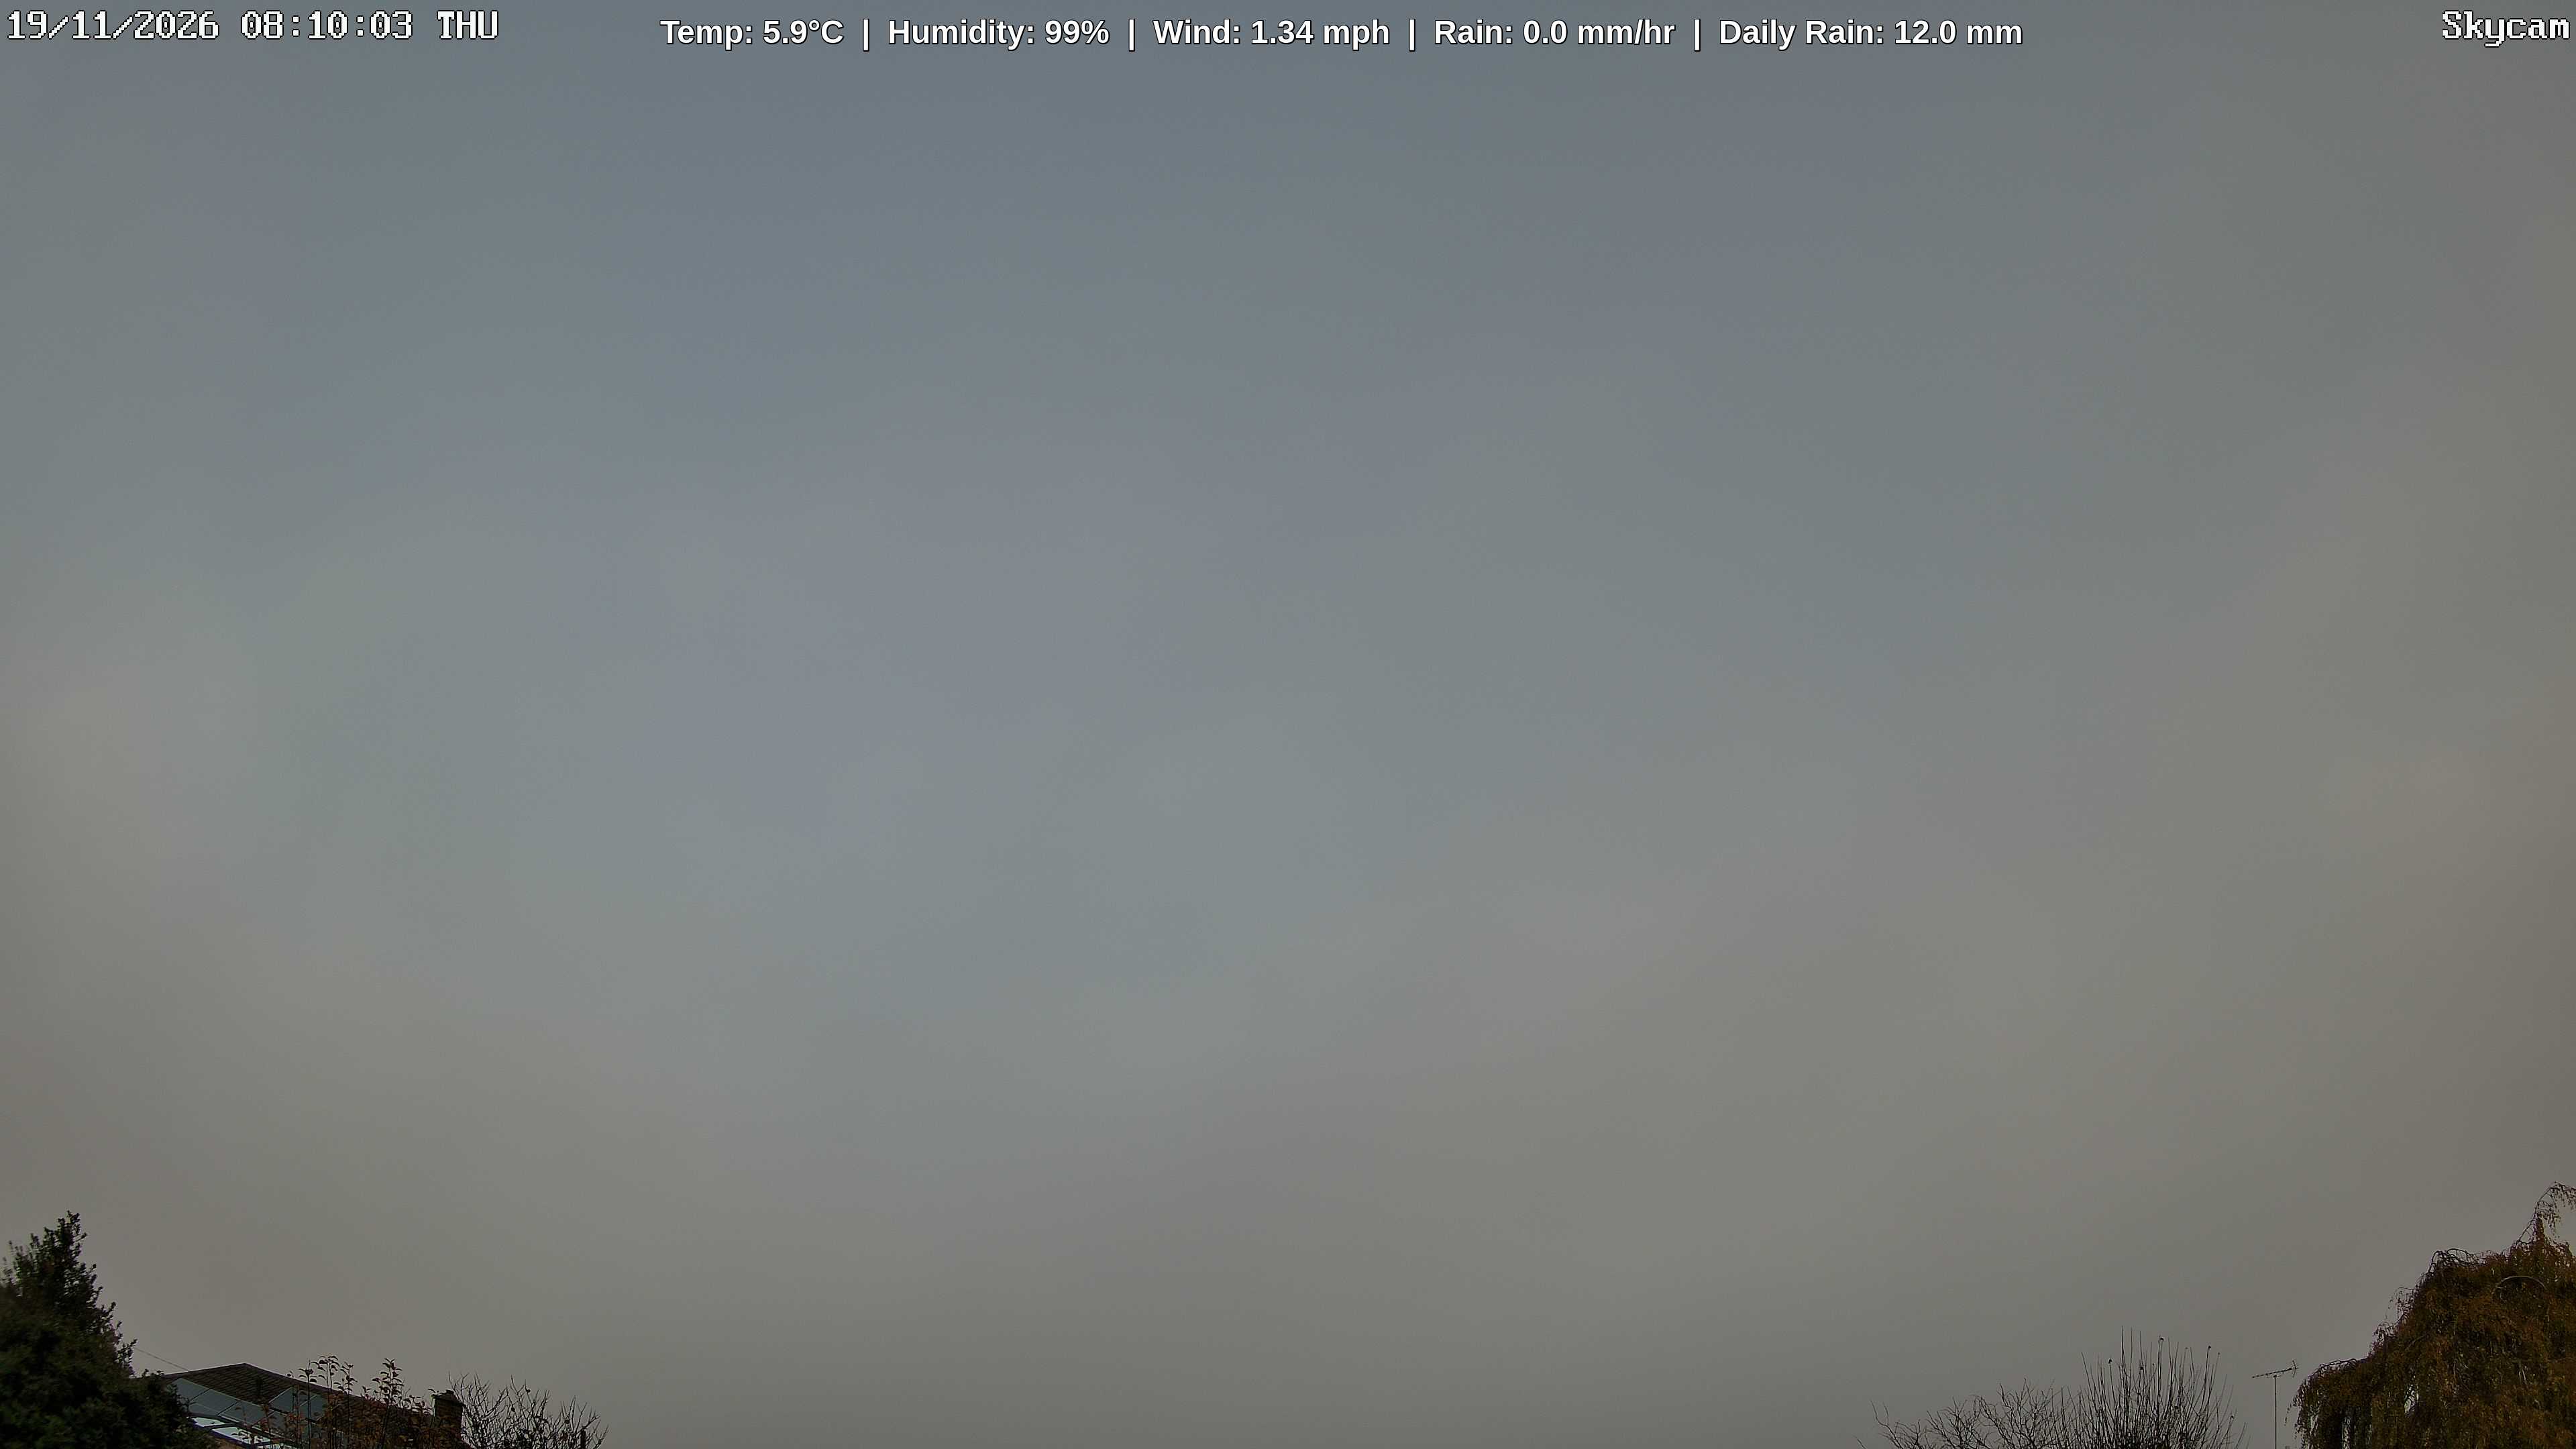 19/11/2026 08:10:03 THU
Temp: 5.9°C | Humidity: 99% | Wind: 1.34 mph | Rain: 0.0 mm/hr | Daily Rain: 12.0 mm
Skycam